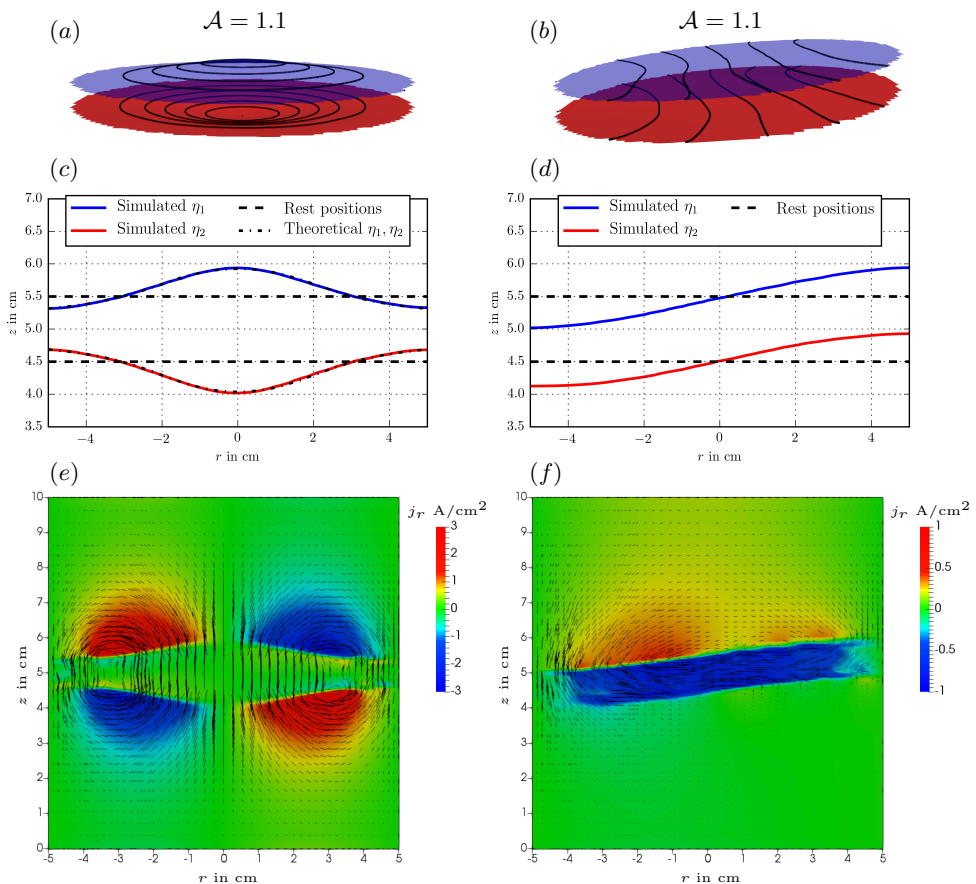 (a)
𝒜 = 1.1
(b)
𝒜 = 1.1
(c)
7.0
6.5
6.0
5.5
5.0
4.5
4.0
3.5
z in cm
Simulated η₁
Simulated η₂
Rest positions
Theoretical η₁, η₂
−4
−2
0
2
4
r in cm
(d)
7.0
6.5
6.0
5.5
5.0
4.5
4.0
3.5
z in cm
Simulated η₁
Simulated η₂
Rest positions
−4
−2
0
2
4
r in cm
(e)
10
9
8
7
6
5
4
3
2
1
0
z in cm
-5 -4 -3 -2 -1 0 1 2 3 4 5
r in cm
jᵣ A/cm²
3
2
1
0
-1
-2
-3
(f)
10
9
8
7
6
5
4
3
2
1
0
z in cm
-5 -4 -3 -2 -1 0 1 2 3 4 5
r in cm
jᵣ A/cm²
1
0.5
0
-0.5
-1